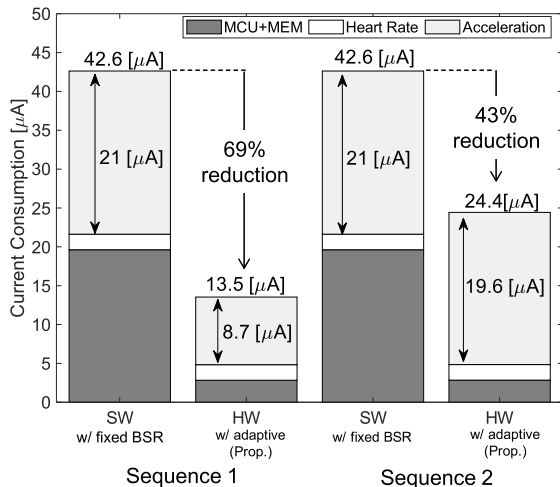 MCU+MEM Heart Rate Acceleration
Current Consumption [μA]
50
45
40
35
30
25
20
15
10
5
0
42.6 [μA]
21 [μA]
69%
reduction
13.5 [μA]
8.7 [μA]
42.6 [μA]
21 [μA]
43%
reduction
24.4[μA]
19.6 [μA]
SW
w/ fixed BSR
HW
w/ adaptive
(Prop.)
SW
w/ fixed BSR
HW
w/ adaptive
(Prop.)
Sequence 1
Sequence 2